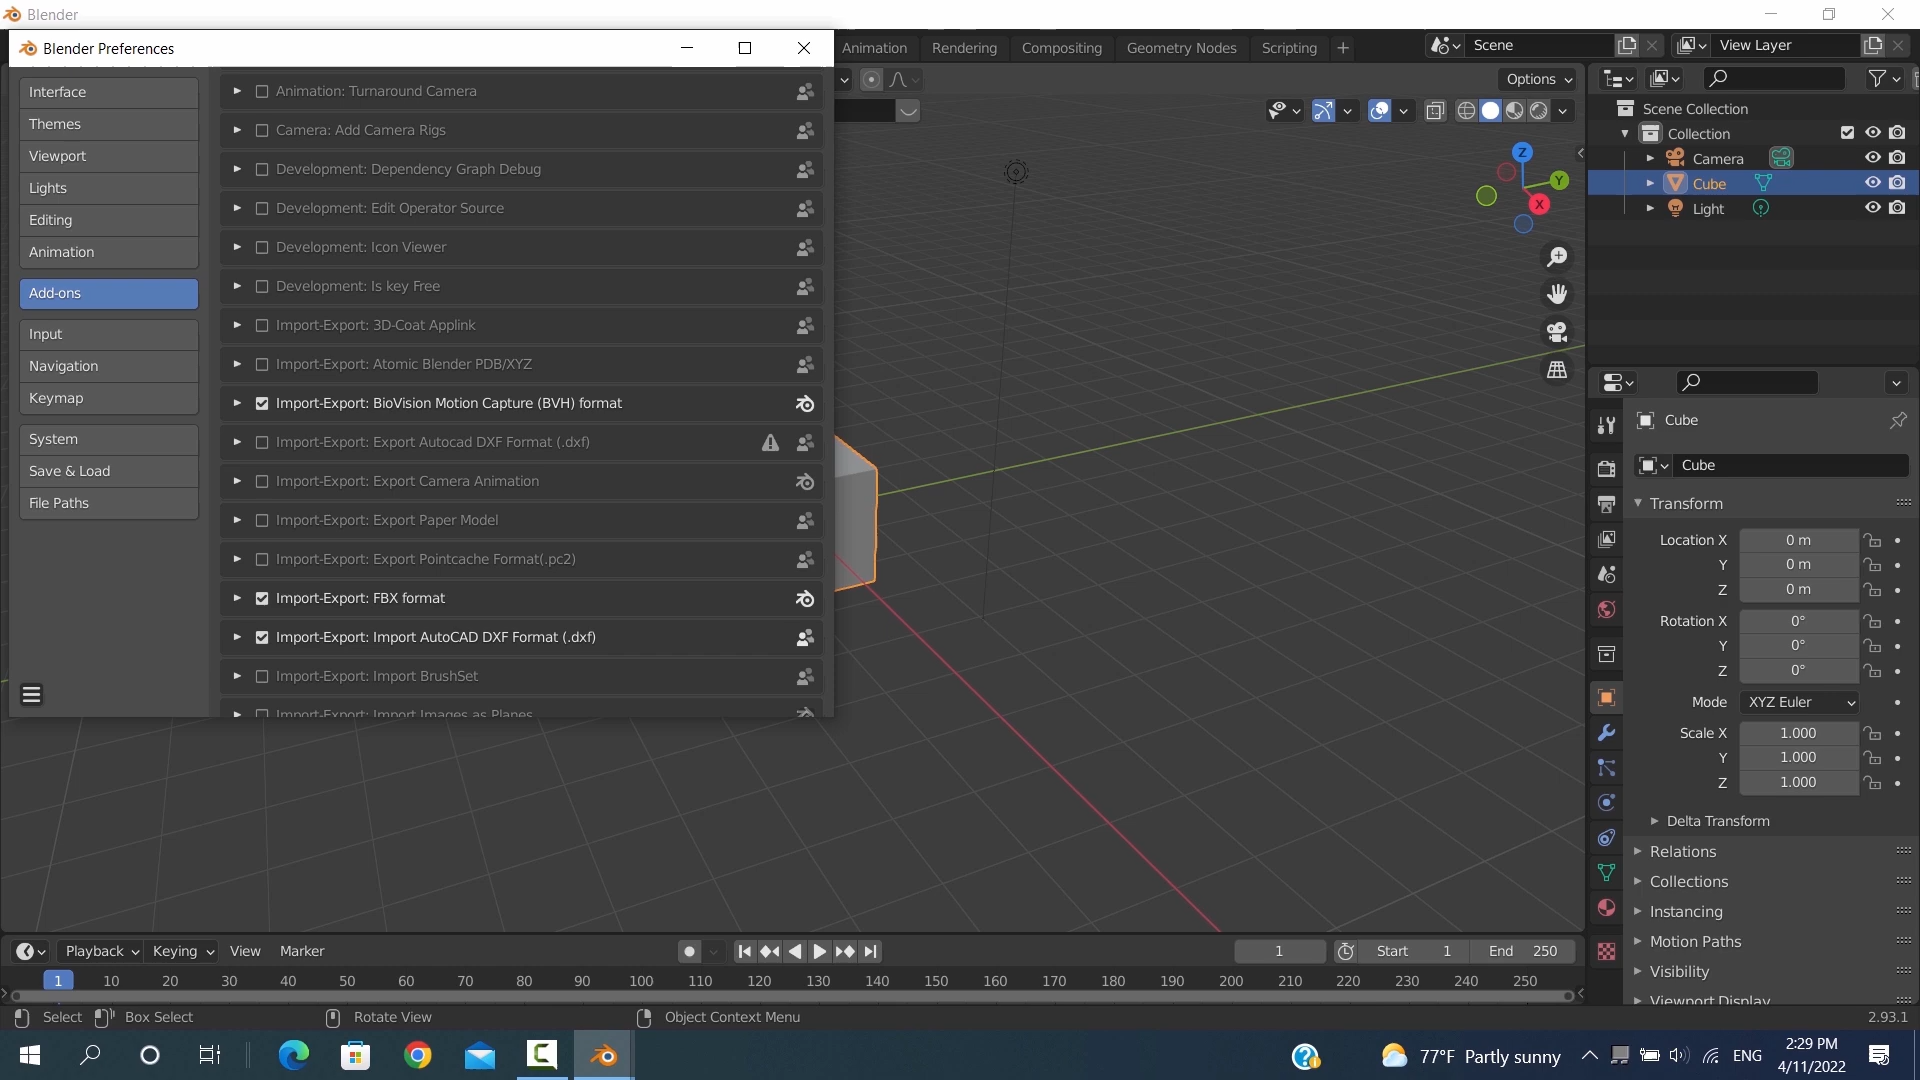 Blender
Blender Preferences
Animation Rendering Compositing Geometry Nodes Scripting
Scene
View Layer
Options
Interface
Themes
Viewport
Lights
Editing
Animation
Add-ons
Input
Navigation
Keymap
System
Save & Load
File Paths
Animation: Turnaround Camera
Camera: Add Camera Rigs
Development: Dependency Graph Debug
Development: Edit Operator Source
Development: Icon Viewer
Development: Is key Free
Import-Export: 3D-Coat Applink
Import-Export: Atomic Blender PDB/XYZ
Import-Export: BioVision Motion Capture (BVH) format
Import-Export: Export Autocad DXF Format (.dxf)
Import-Export: Export Camera Animation
Import-Export: Export Paper Model
Import-Export: Export Pointcache Format(.pc2)
Import-Export: FBX format
Import-Export: Import AutoCAD DXF Format (.dxf)
Import-Export: Import BrushSet
Import-Export: Import Images as Planes
Z
Y
X
Scene Collection
Collection
Camera
Cube
Light
Cube
Cube
Transform
Location X 0 m
Y 0 m
Z 0 m
Rotation X 0°
Y 0°
Z 0°
Mode XYZ Euler
Scale X 1.000
Y 1.000
Z 1.000
Delta Transform
Relations
Collections
Instancing
Motion Paths
Visibility
Viewport Display
Playback Keying View Marker
1 Start 1 End 250
1 10 20 30 40 50 60 70 80 90 100 110 120 130 140 150 160 170 180 190 200 210 220 230 240 250
Select Box Select Rotate View Object Context Menu 2.93.1
77°F Partly sunny ENG
2:29 PM
4/11/2022